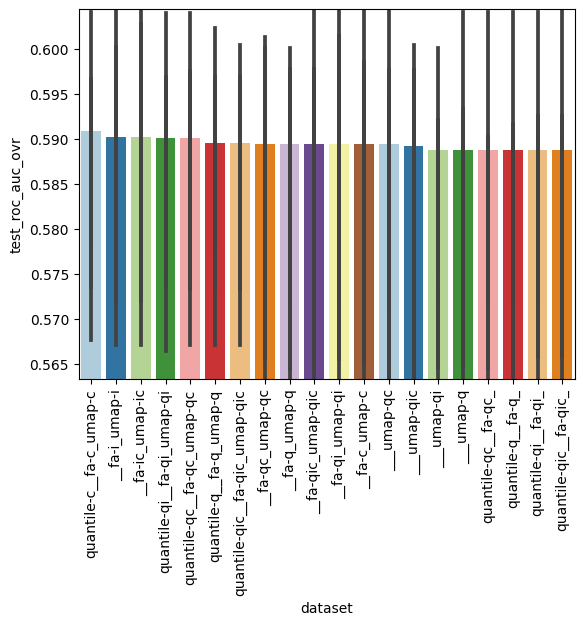 0.600
0.595
0.590
0.585
0.580
0.575
0.570
0.565
test_roc_auc_ovr
quantile-c__fa-c_umap-c
__fa-i_umap-i
__fa-ic_umap-ic
quantile-qi__fa-qi_umap-qi
quantile-qc__fa-qc_umap-qc
quantile-q__fa-q_umap-q
quantile-qic__fa-qic_umap-qic
__fa-qc_umap-qc
__fa-q_umap-q
__fa-qic_umap-qic
__fa-qi_umap-qi
__fa-c_umap-c
___umap-qc
___umap-qic
___umap-qi
___umap-q
quantile-qc__fa-qc_
quantile-q__fa-q_
quantile-qi__fa-qi_
quantile-qic__fa-qic_
dataset